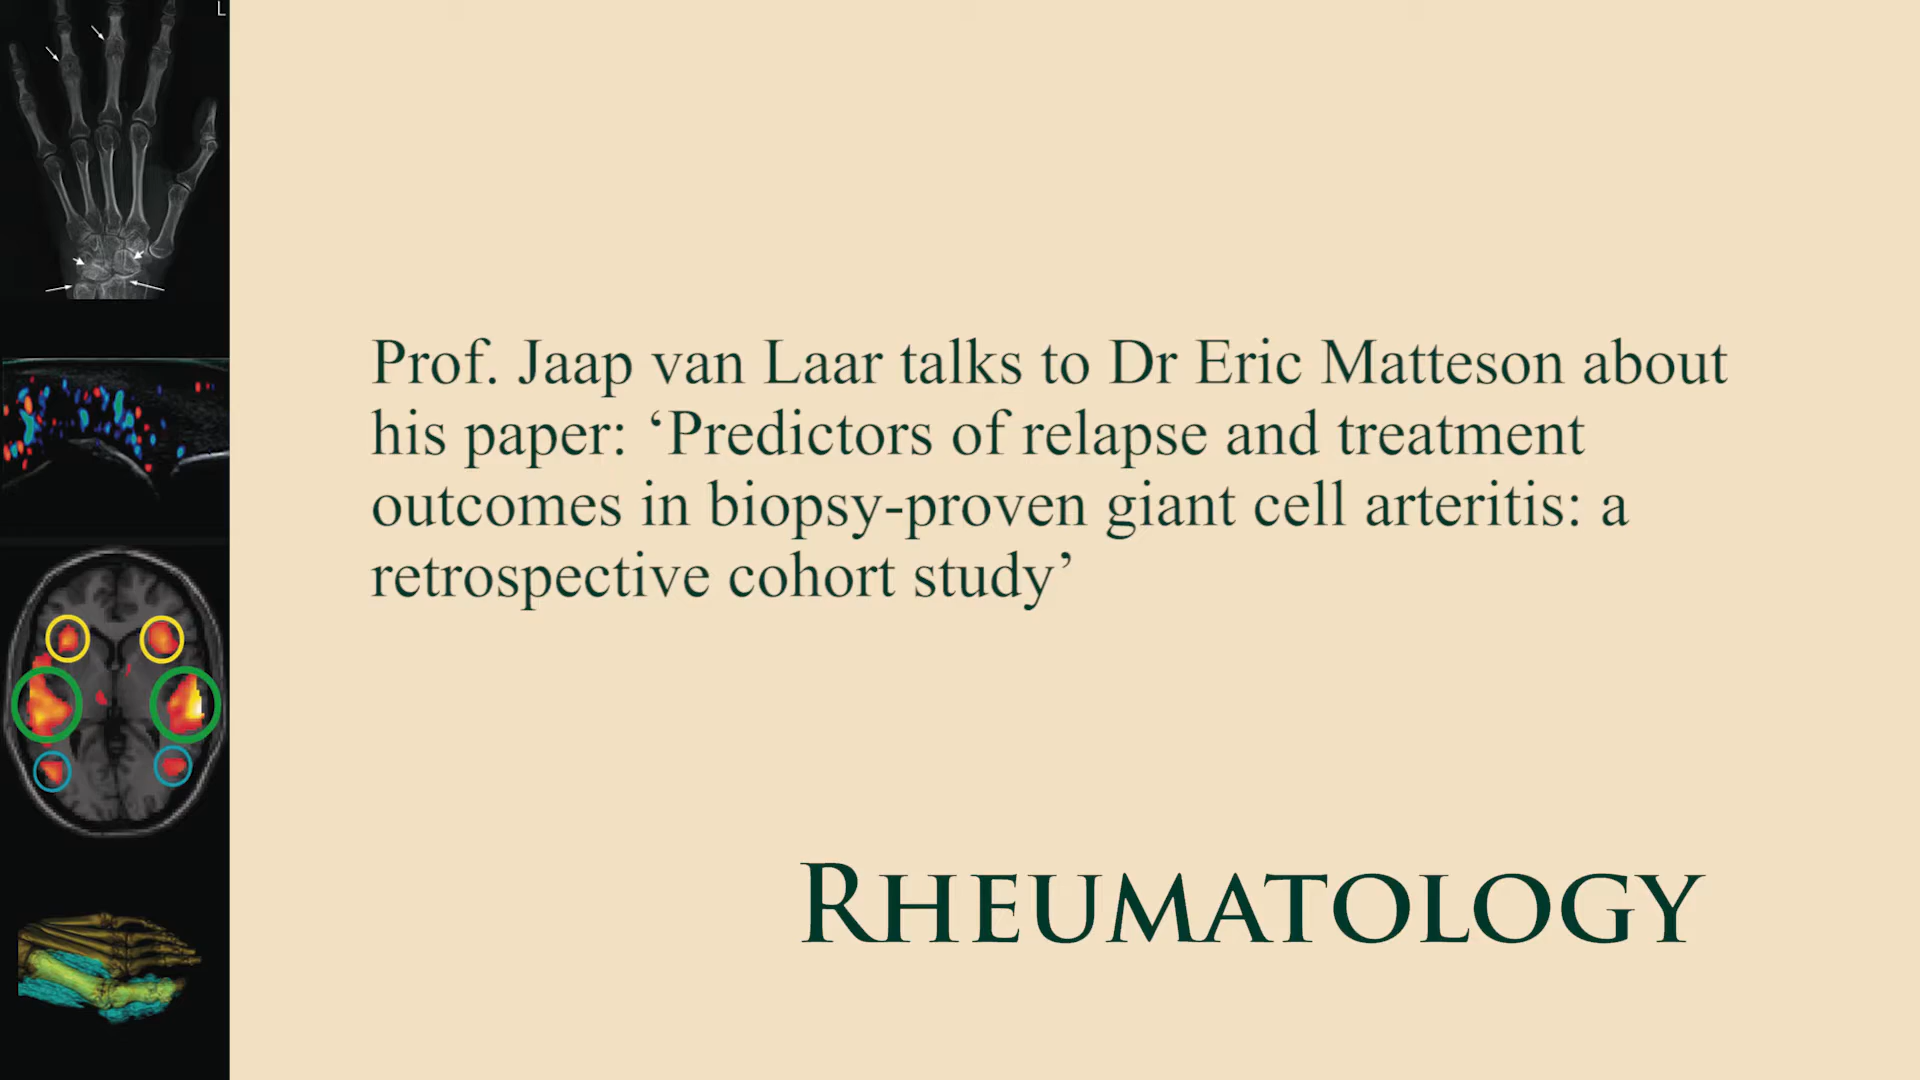 L
Prof. Jaap van Laar talks to Dr Eric Matteson about
his paper: ‘Predictors of relapse and treatment
outcomes in biopsy-proven giant cell arteritis: a
retrospective cohort study’
RHEUMATOLOGY